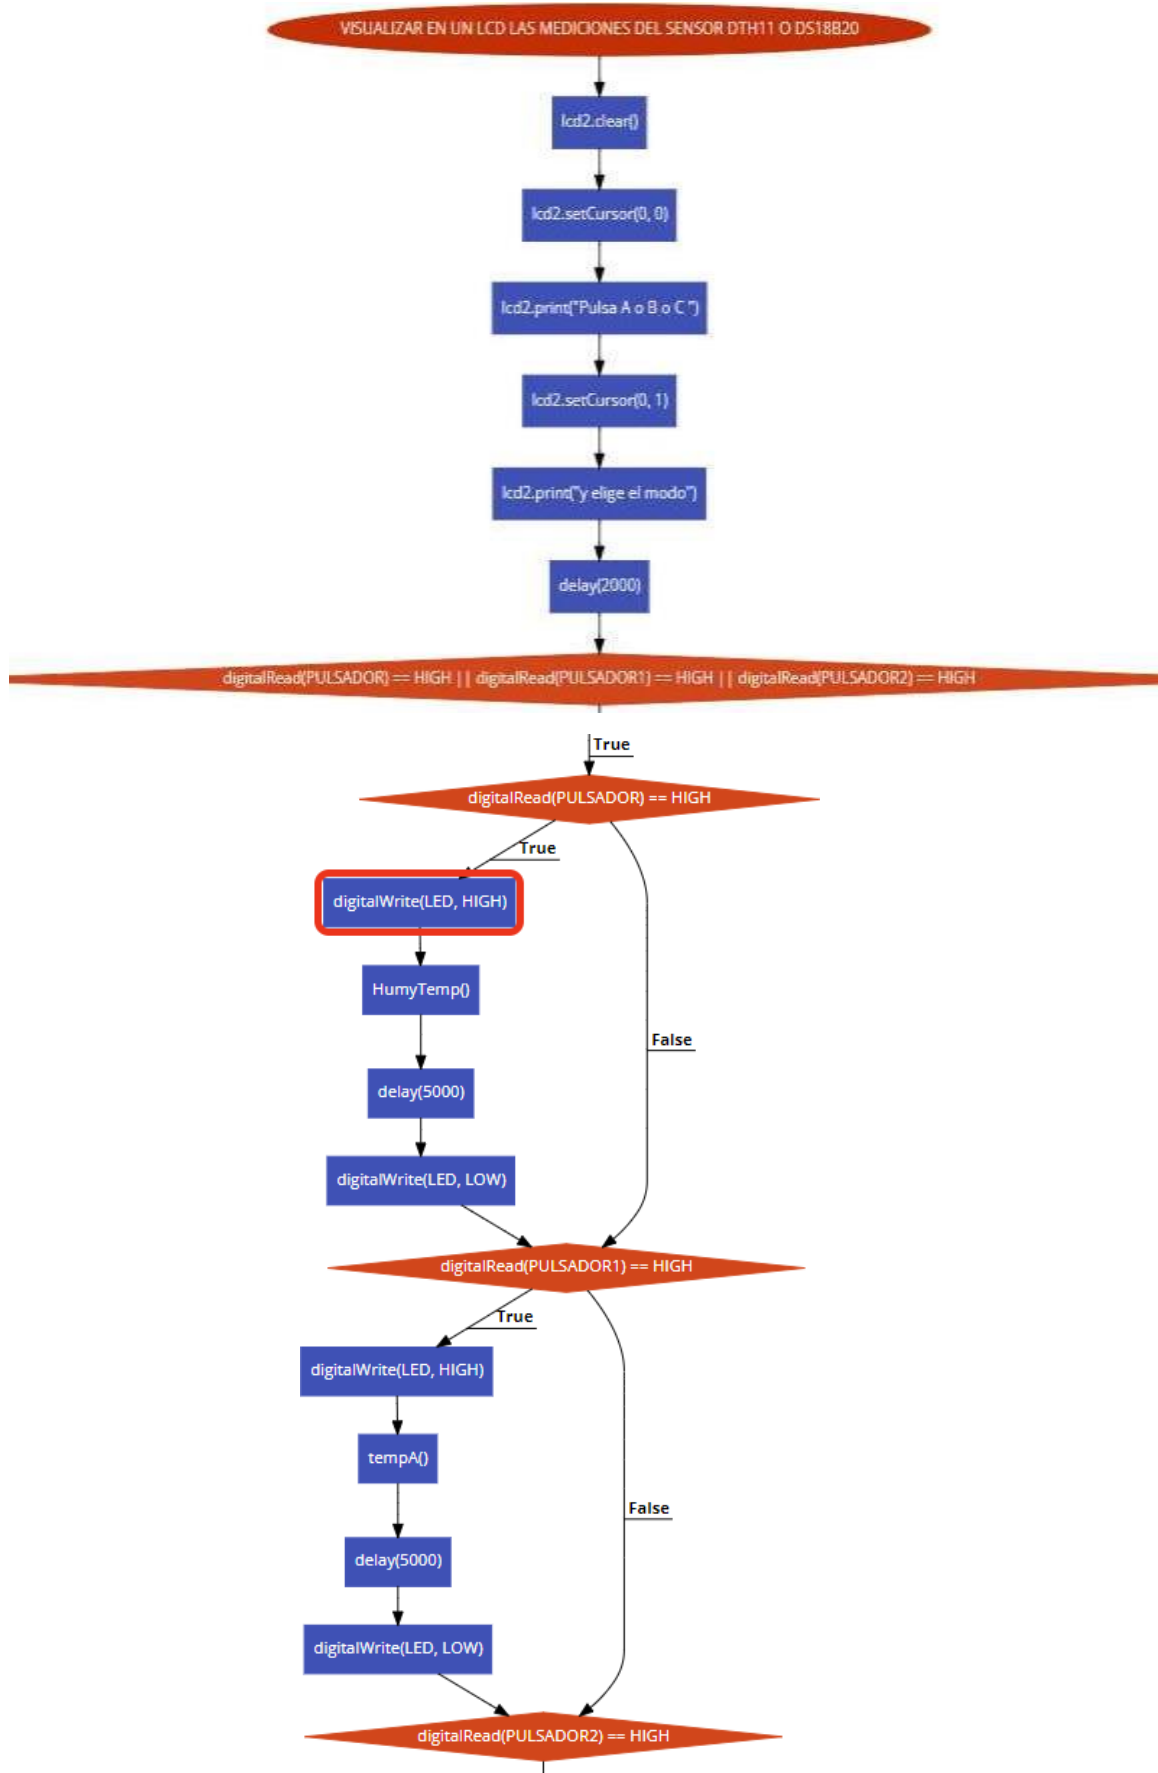 VISUALIZAR EN UN LCD LAS MEDICIONES DEL SENSOR DTH11 O DS18B20
lcd2.clear()
lcd2.setCursor(0, 0)
lcd2.print("Pulsa A o B o C ")
lcd2.setCursor(0, 1)
lcd2.print("y elige el modo")
delay(2000)
digitalRead(PULSADOR) == HIGH || digitalRead(PULSADOR1) == HIGH || digitalRead(PULSADOR2) == HIGH
True
digitalRead(PULSADOR) == HIGH
True
digitalWrite(LED, HIGH)
HumyTemp()
False
delay(5000)
digitalWrite(LED, LOW)
digitalRead(PULSADOR1) == HIGH
True
digitalWrite(LED, HIGH)
tempA()
False
delay(5000)
digitalWrite(LED, LOW)
digitalRead(PULSADOR2) == HIGH